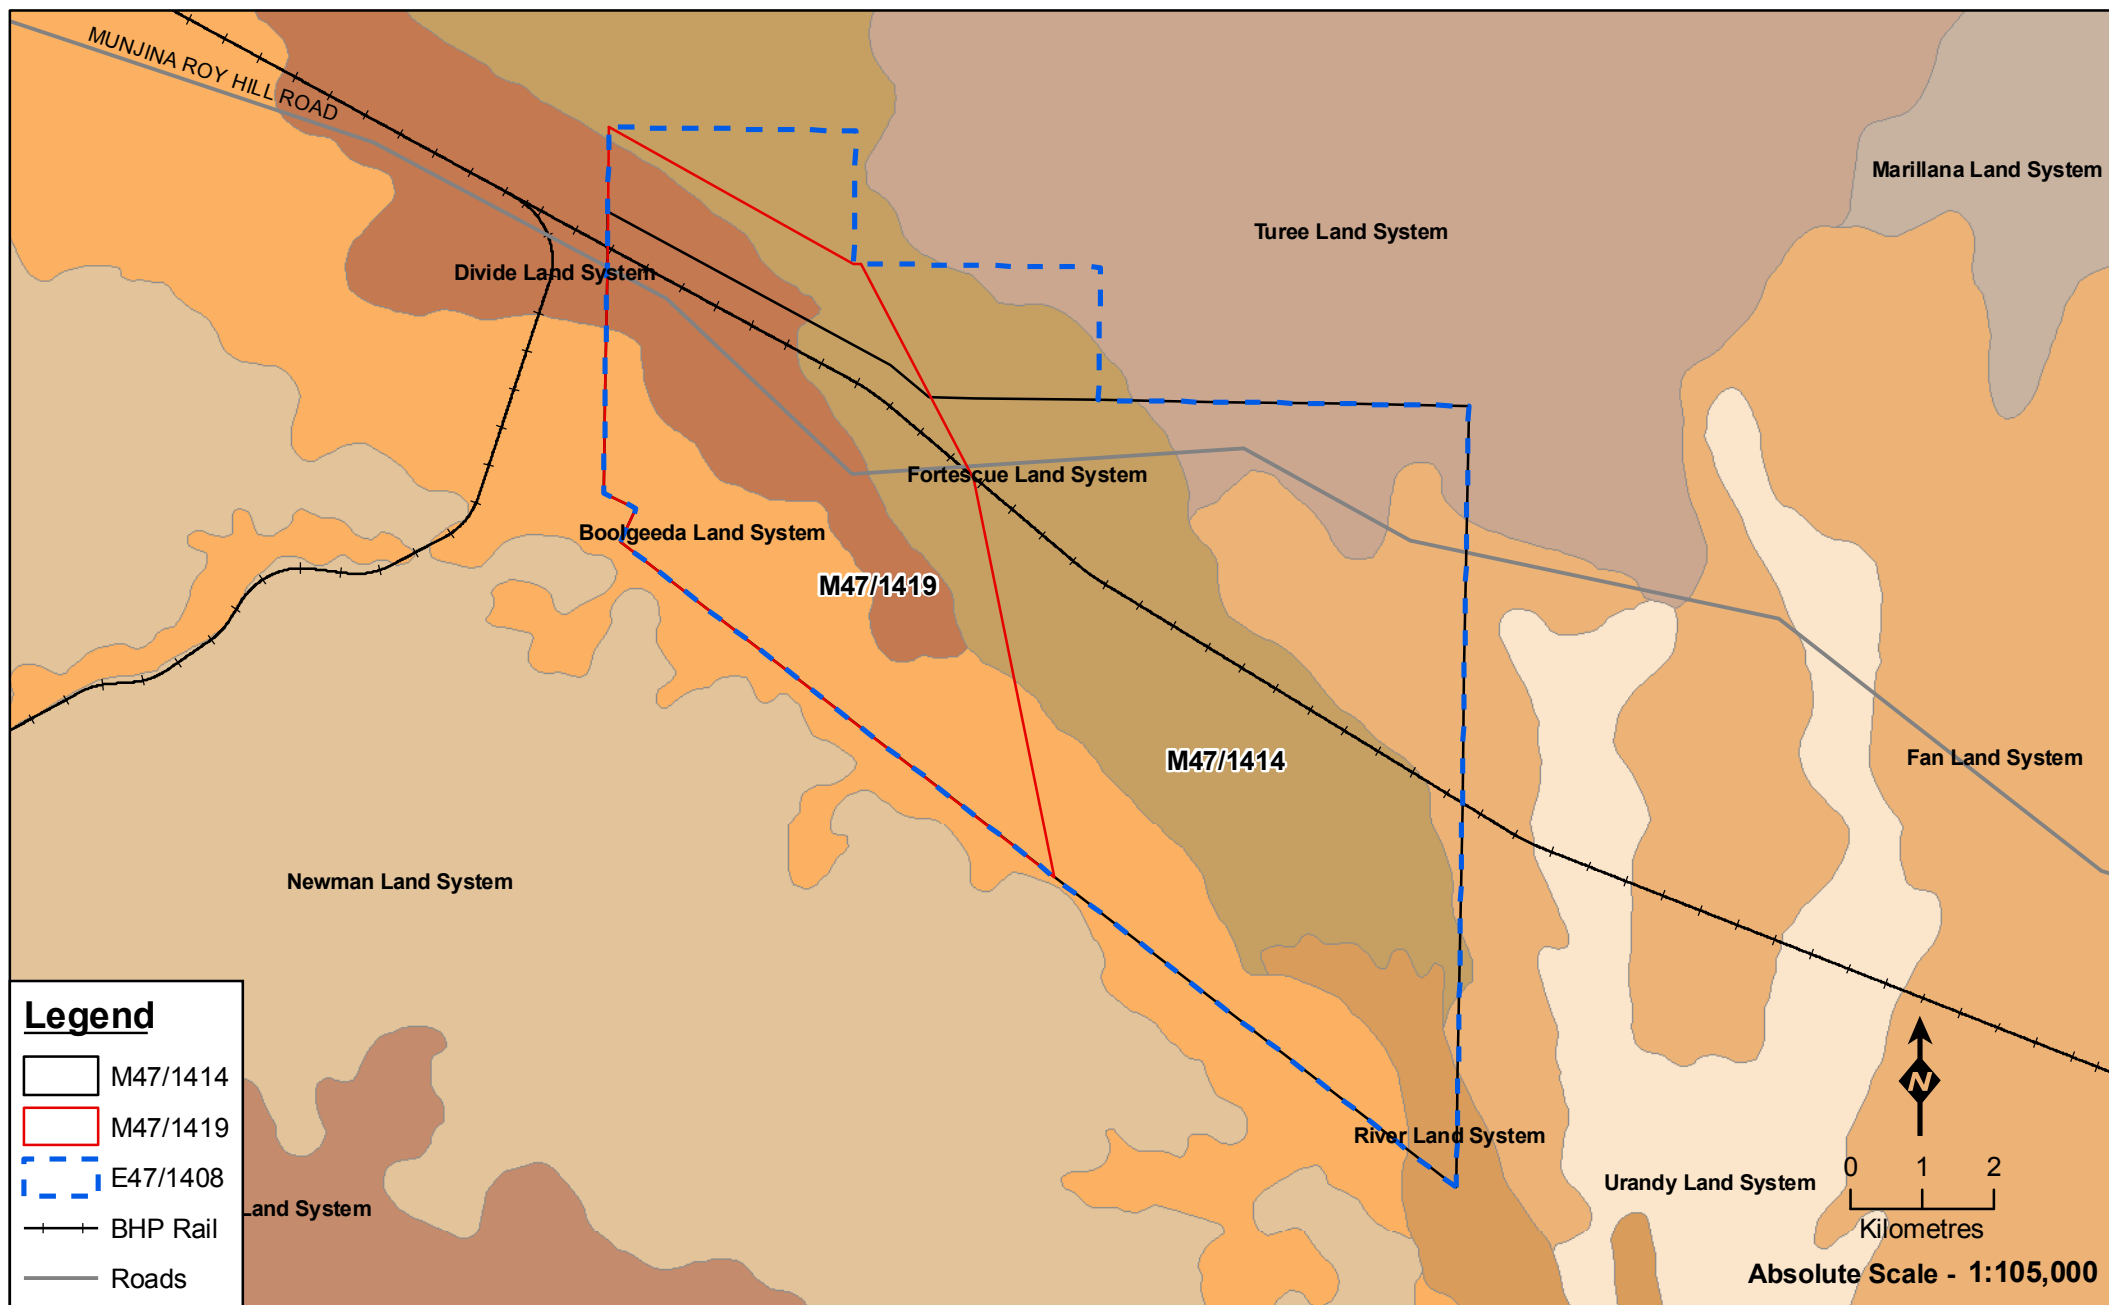 MUNJINA ROY HILL ROAD
Marillana Land System
Turee Land System
Divide Land System
Fortescue Land System
Boolgeeda Land System
M47/1419
M47/1414
Fan Land System
Newman Land System
River Land System
Urandy Land System
Land System
Legend
M47/1414
M47/1419
E47/1408
BHP Rail
Roads
N
0 1 2
Kilometres
Absolute Scale - 1:105,000